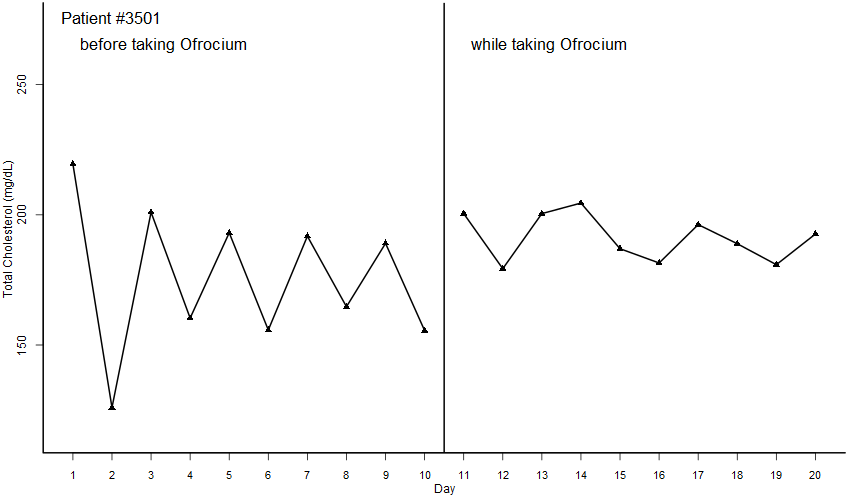 Patient #3501
before taking Ofrocium
while taking Ofrocium
Total Cholesterol (mg/dL)
250
200
150
1 2 3 4 5 6 7 8 9 10 11 12 13 14 15 16 17 18 19 20
Day